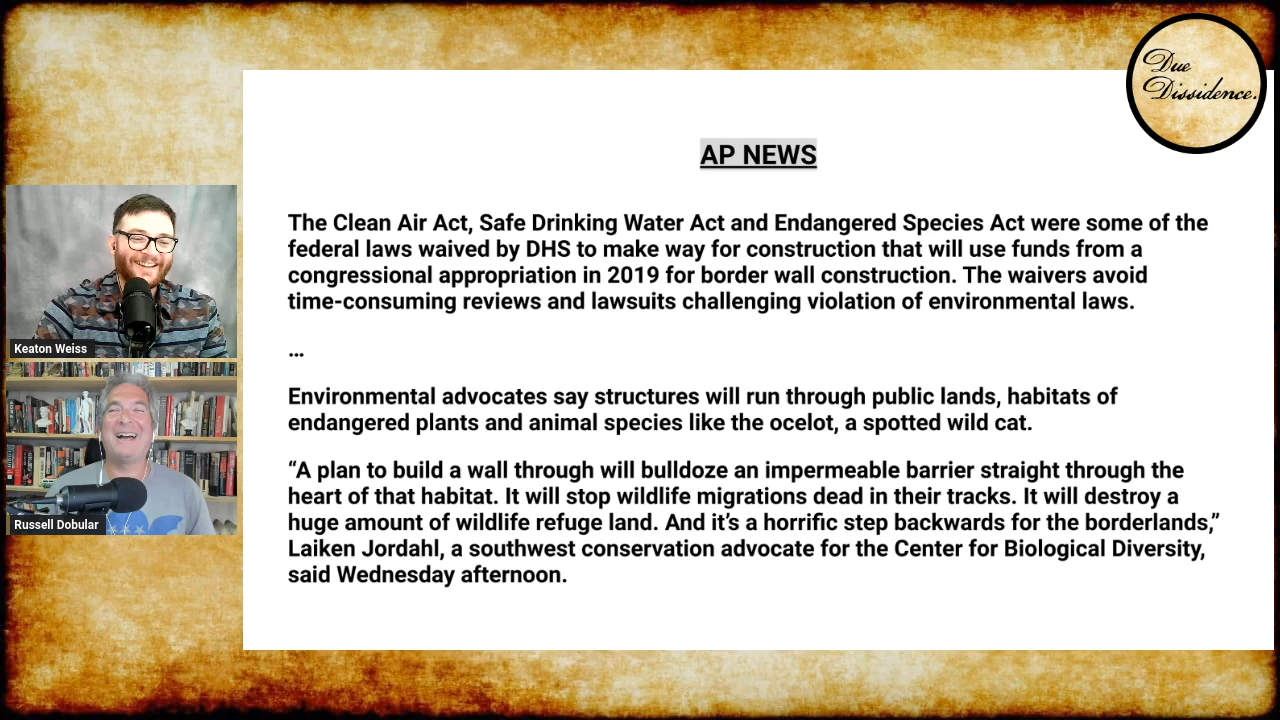 Due
Dissidence.
AP NEWS
The Clean Air Act, Safe Drinking Water Act and Endangered Species Act were some of the
federal laws waived by DHS to make way for construction that will use funds from a
congressional appropriation in 2019 for border wall construction. The waivers avoid
time-consuming reviews and lawsuits challenging violation of environmental laws.
...
Environmental advocates say structures will run through public lands, habitats of
endangered plants and animal species like the ocelot, a spotted wild cat.
“A plan to build a wall through will bulldoze an impermeable barrier straight through the
heart of that habitat. It will stop wildlife migrations dead in their tracks. It will destroy a
huge amount of wildlife refuge land. And it’s a horrific step backwards for the borderlands,”
Laiken Jordahl, a southwest conservation advocate for the Center for Biological Diversity,
said Wednesday afternoon.
Keaton Weiss
Russell Dobular